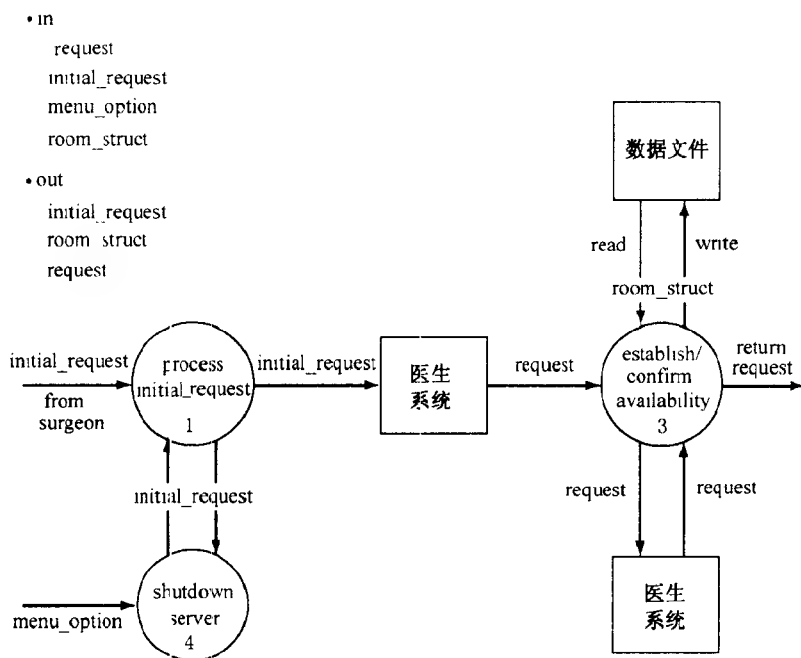 • in
request
initial_request
menu_option
room_struct
• out
initial_request
room_struct
request
数据文件
read
write
room_struct
initial_request
from
surgeon
process
initial_request
1
initial_request
医生
系统
request
establish/
confirm
availability
3
return
request
initial_request
request
request
menu_option
shutdown
server
4
医生
系统